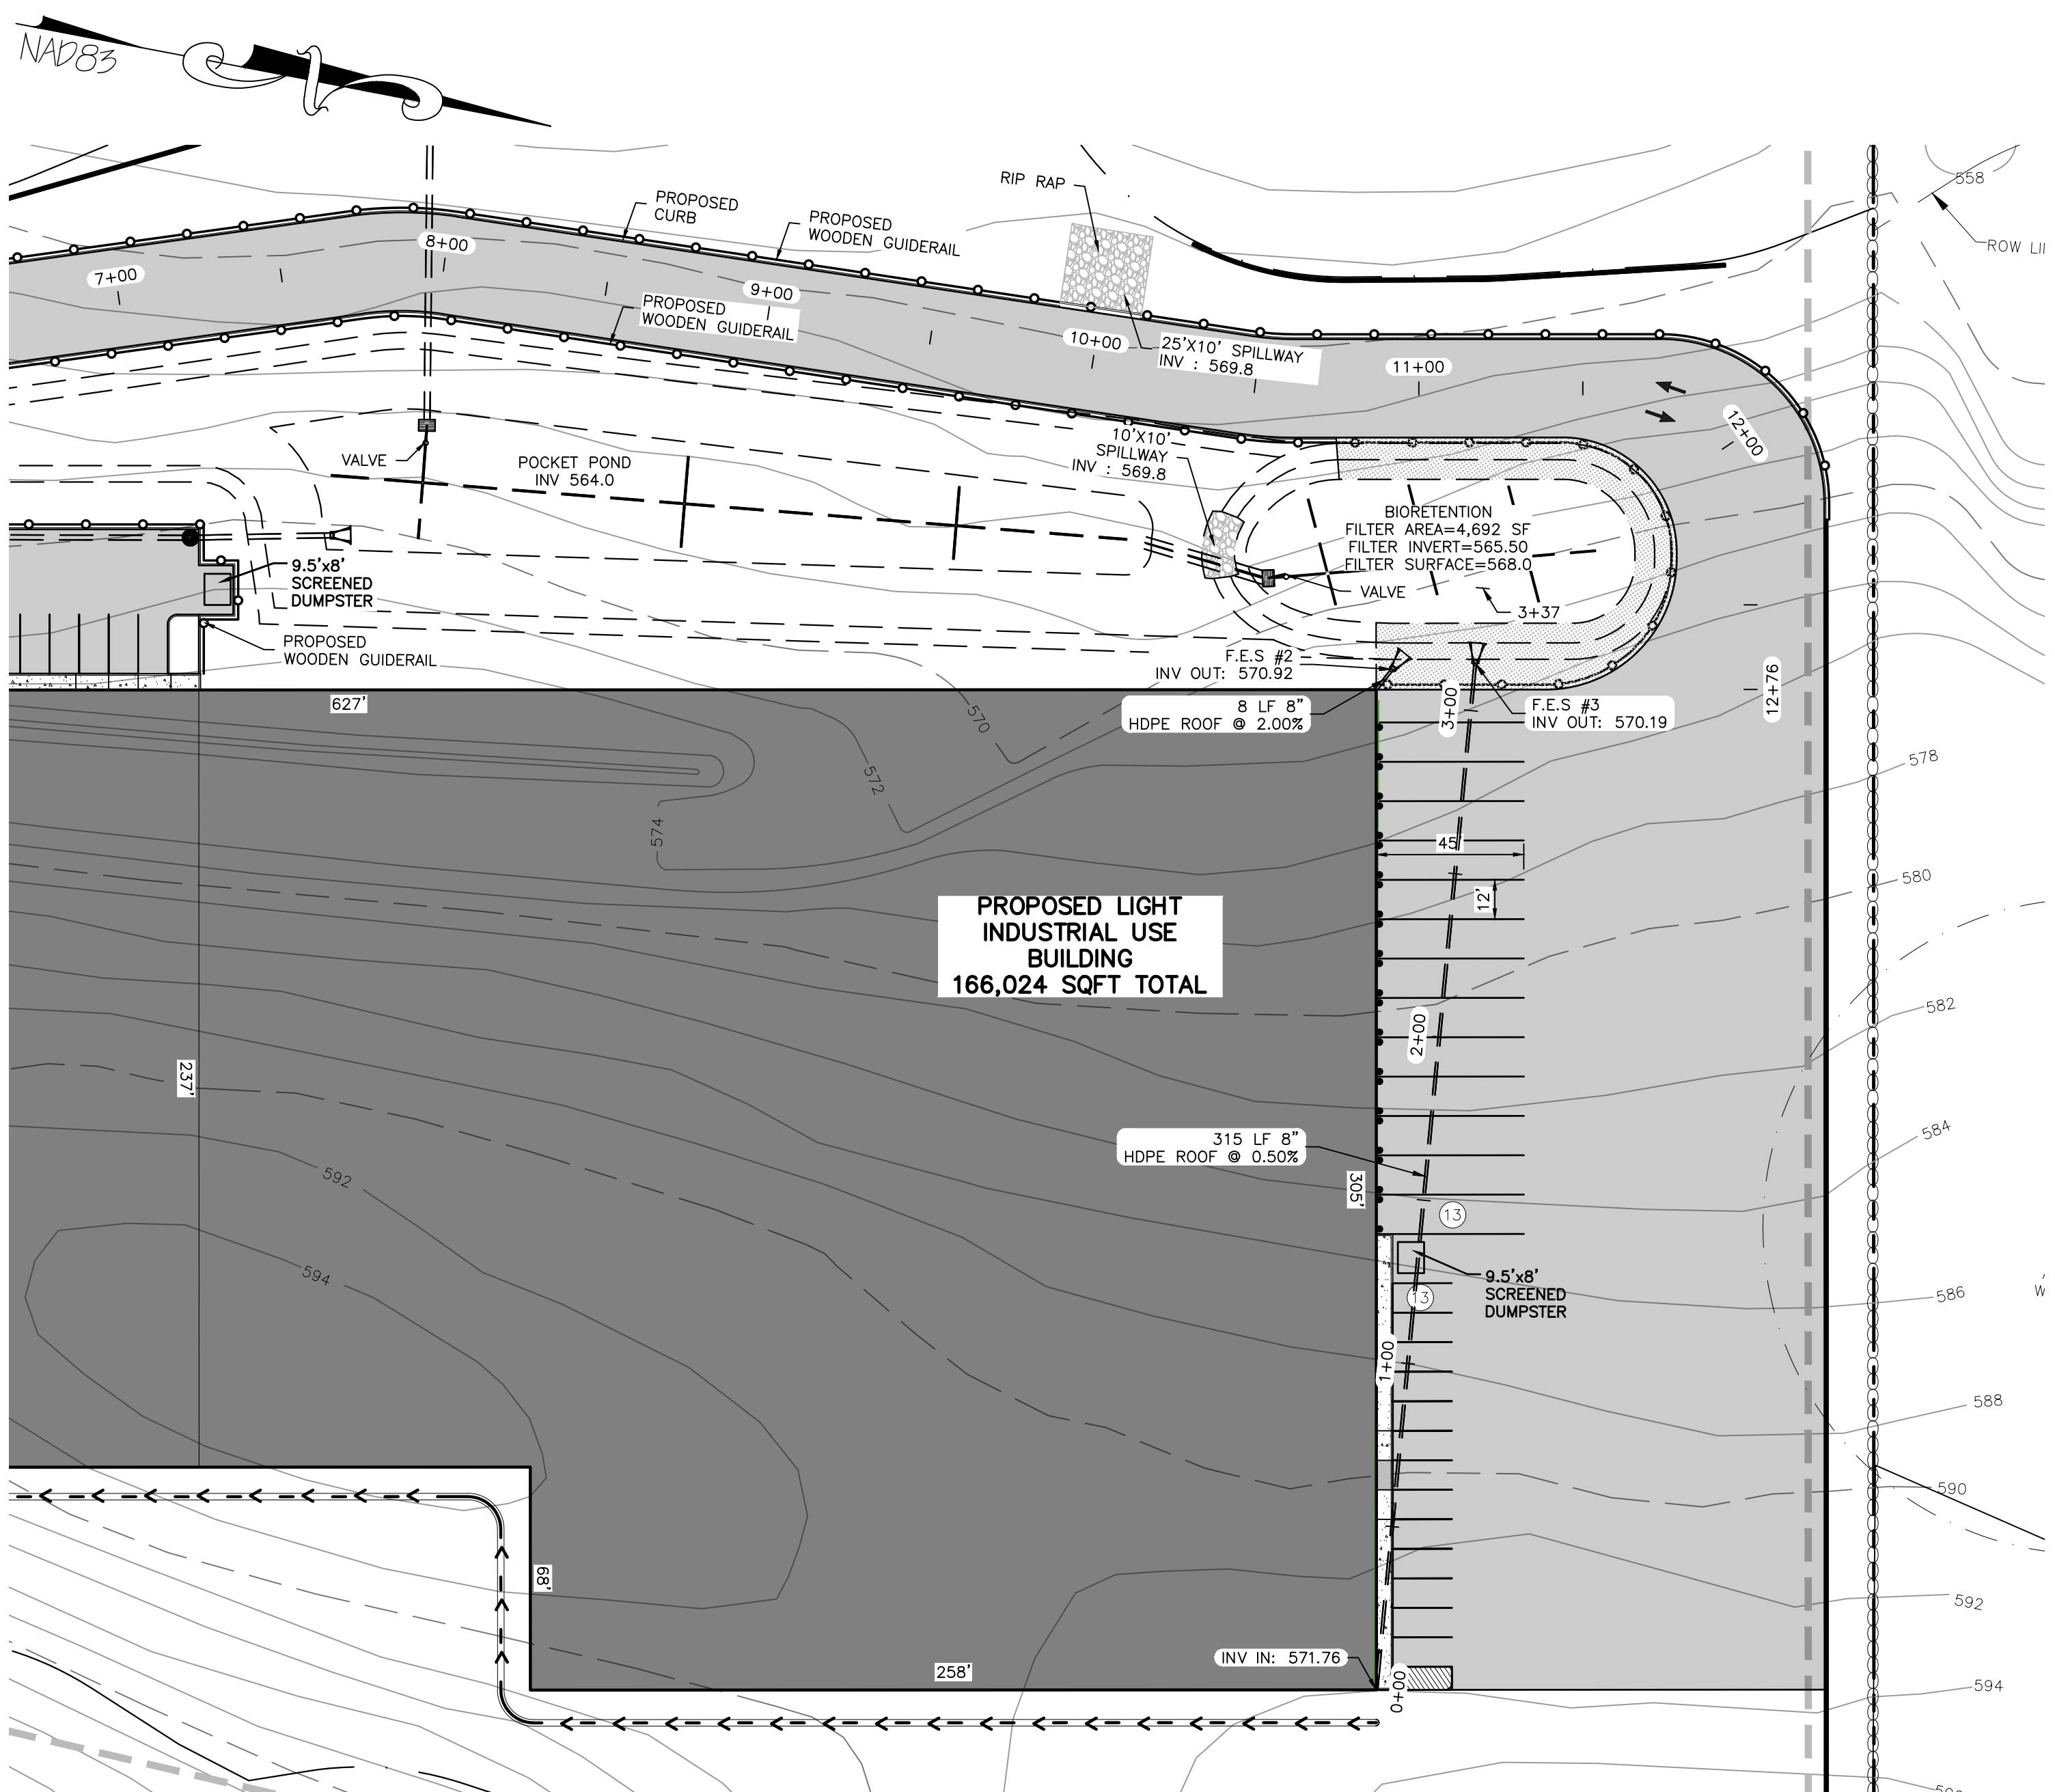 NAD83
558
ROW LI
RIP RAP
PROPOSED
CURB
PROPOSED
WOODEN GUIDERAIL
7+00
8+00
9+00
PROPOSED
WOODEN GUIDERAIL
10+00
25'X10' SPILLWAY
INV : 569.8
11+00
12+00
10'X10'
SPILLWAY
INV : 569.8
VALVE
POCKET POND
INV 564.0
BIORETENTION
FILTER AREA=4,692 SF
FILTER INVERT=565.50
FILTER SURFACE=568.0
VALVE
3+37
9.5'x8'
SCREENED
DUMPSTER
PROPOSED
WOODEN GUIDERAIL
F.E.S #2
INV OUT: 570.92
12+76
627'
8 LF 8"
HDPE ROOF @ 2.00%
3+00
F.E.S #3
INV OUT: 570.19
570
572
574
578
45'
12'
580
PROPOSED LIGHT
INDUSTRIAL USE
BUILDING
166,024 SQFT TOTAL
582
2+00
237'
315 LF 8"
HDPE ROOF @ 0.50%
584
592
305'
13
594
9.5'x8'
SCREENED
DUMPSTER
13
586
W
1+00
588
590
68'
592
INV IN: 571.76
258'
0+00
594